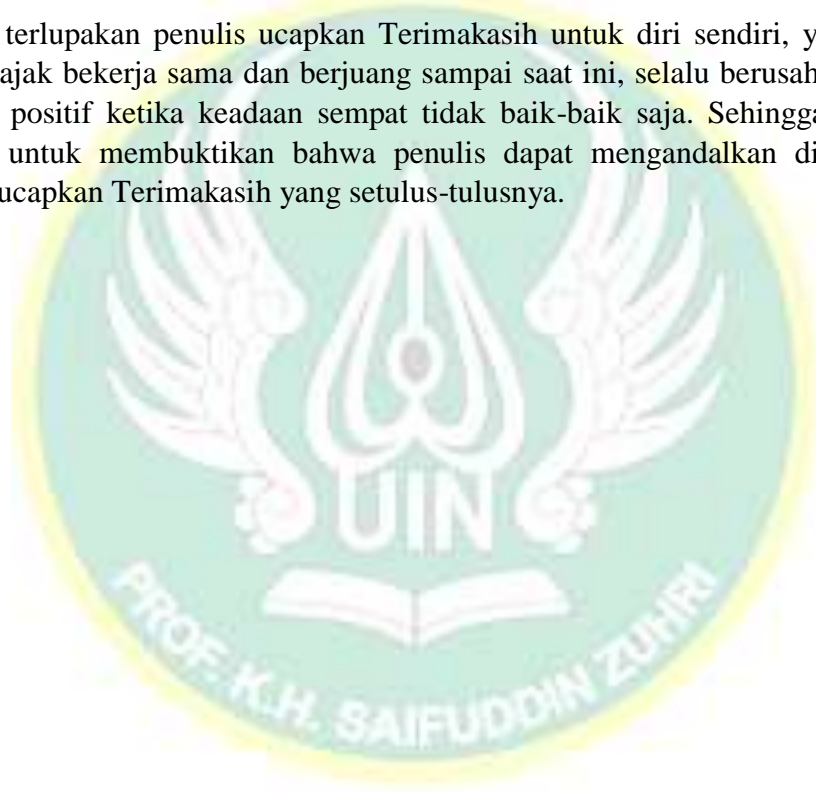 terlupakan penulis ucapkan Terimakasih untuk diri sendiri, y
ajak bekerja sama dan berjuang sampai saat ini, selalu berusah
positif ketika keadaan sempat tidak baik-baik saja. Sehingga
untuk membuktikan bahwa penulis dapat mengandalkan di
ucapkan Terimakasih yang setulus-tulusnya.
UIN
PROF. K.H. SAIFUDDIN ZUHRI